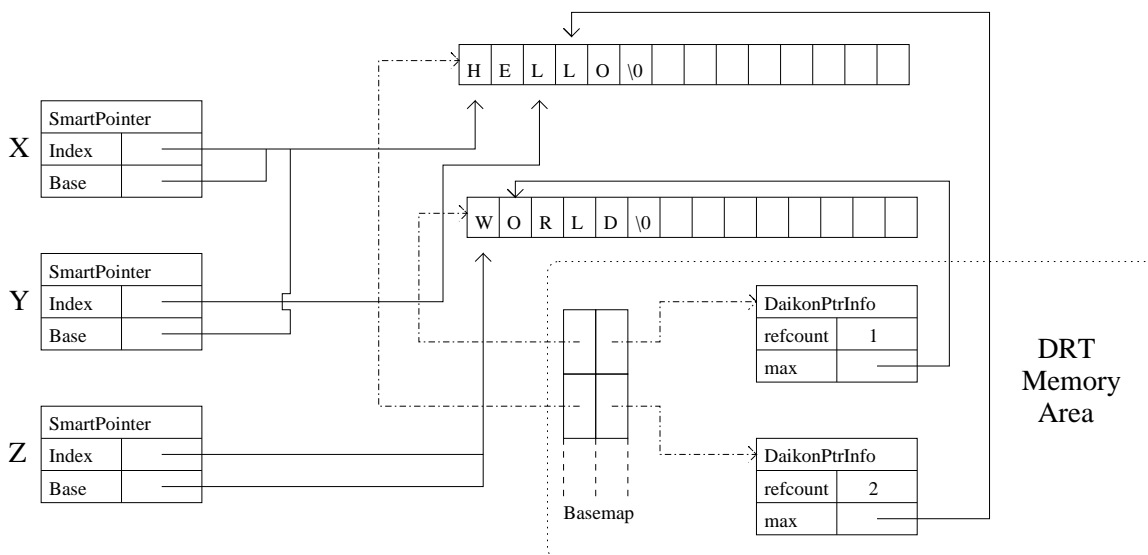 H E L L O \0
X
SmartPointer
Index
Base
W O R L D \0
Y
SmartPointer
Index
Base
DaikonPtrInfo
refcount 1
max
DRT
Memory
Area
Z
SmartPointer
Index
Base
DaikonPtrInfo
refcount 2
max
Basemap